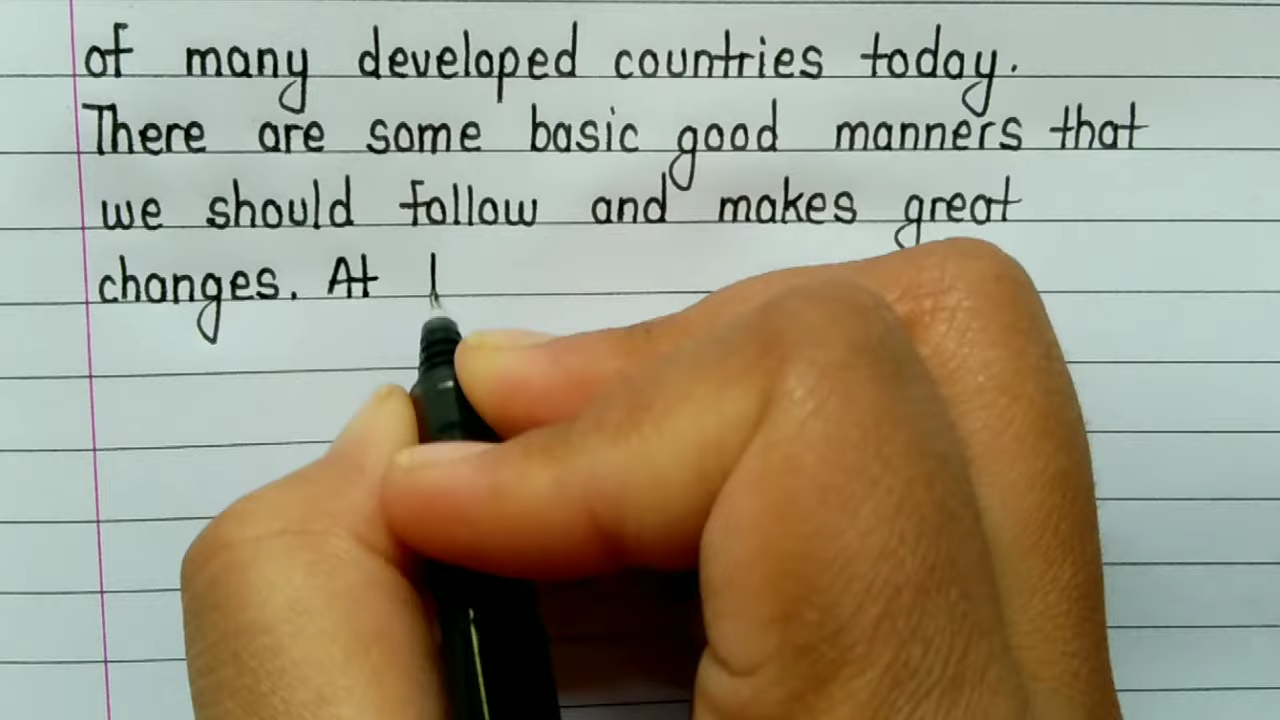 of many developed countries today.
There are some basic good manners that
we should follow and makes great
changes. At